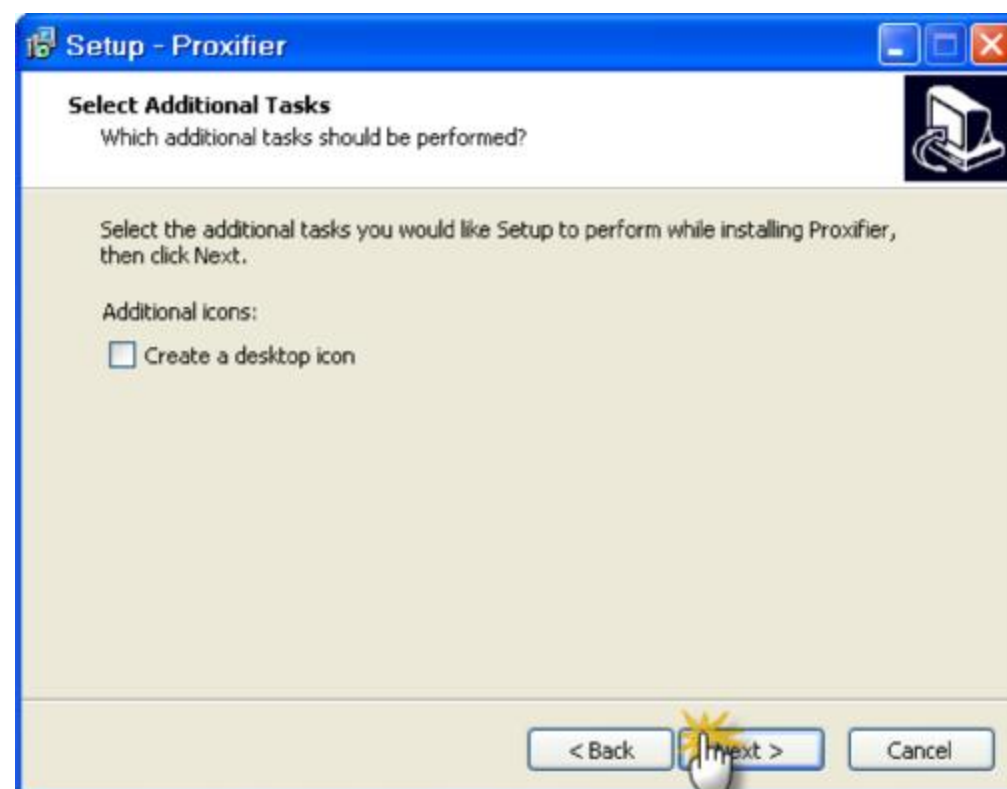 Setup - Proxifier
Select Additional Tasks
Which additional tasks should be performed?
Select the additional tasks you would like Setup to perform while installing Proxifier,
then click Next.
Additional icons:
Create a desktop icon
< Back
Next >
Cancel